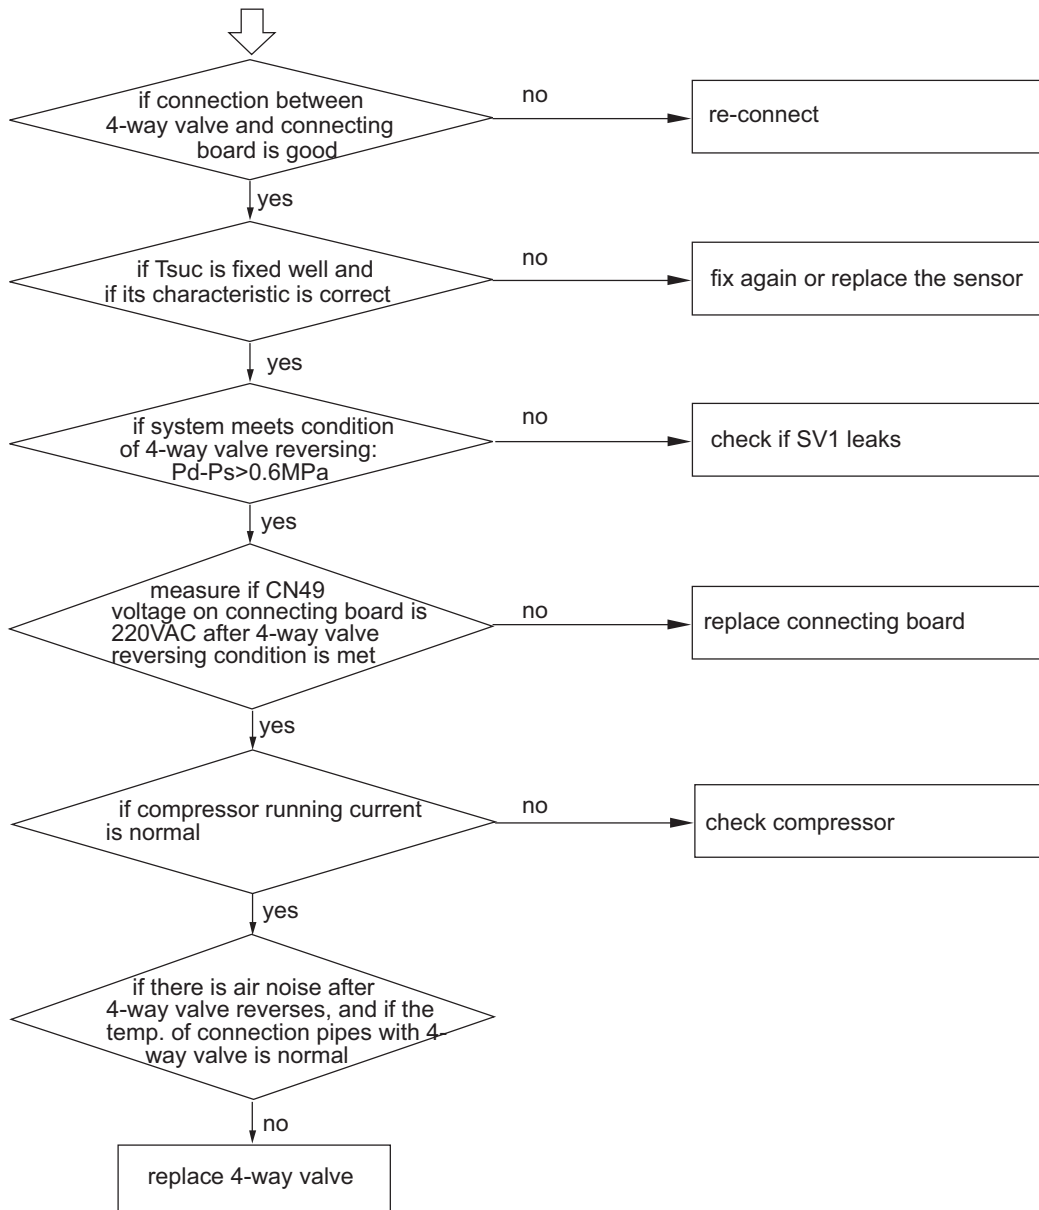 if connection between
4-way valve and connecting
board is good
no
re-connect
yes
if Tsuc is fixed well and
if its characteristic is correct
no
fix again or replace the sensor
yes
if system meets condition
of 4-way valve reversing:
Pd-Ps>0.6MPa
no
check if SV1 leaks
yes
measure if CN49
voltage on connecting board is
220VAC after 4-way valve
reversing condition is met
no
replace connecting board
yes
if compressor running current
is normal
no
check compressor
yes
if there is air noise after
4-way valve reverses, and if the
temp. of connection pipes with 4-
way valve is normal
no
replace 4-way valve